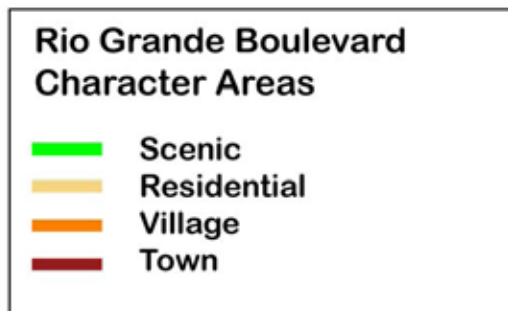 Rio Grande Boulevard
Character Areas
Scenic
Residential
Village
Town